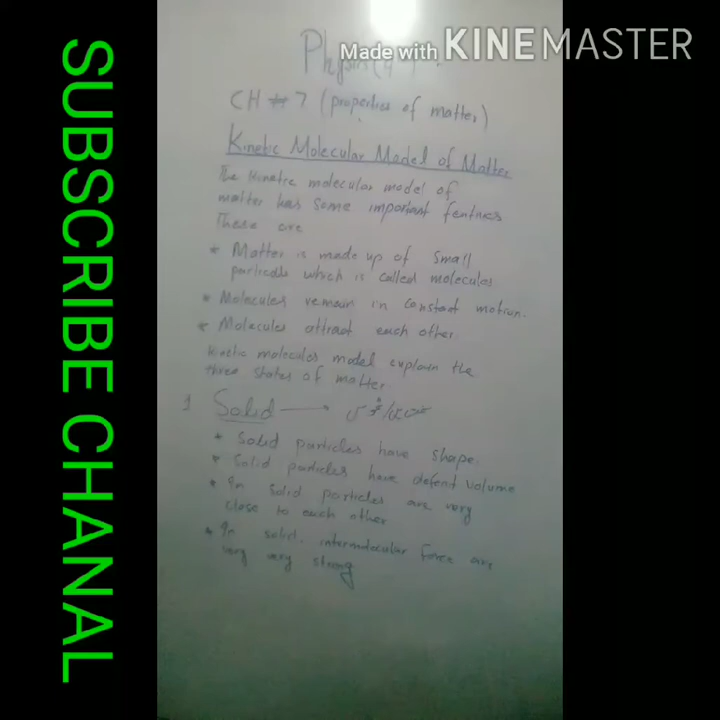 SUBSCRIBE CHANAL
Made with KINEMASTER
Physics
CH # 7 (properties of matter)
Kinetic Molecular Model of Matter
The kinetic molecular model of
matter has some important features
These are
* Matter is made up of small
which is called molecules
* Molecules remain in constant motion.
* Molecules attract each other.
kinetic molecules model explain the
three states of matter.
1 Solid →
* Solid particles have shape.
* Solid particles have volume
* In solid particles are very
close to each other
* In solid. force are
very very strong